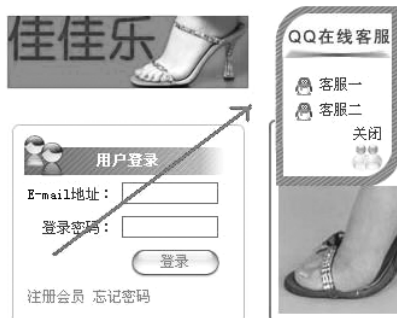 佳佳乐
QQ在线客服
客服一
客服二
关闭
用户登录
E-mail地址：
登录密码：
登录
注册会员 忘记密码